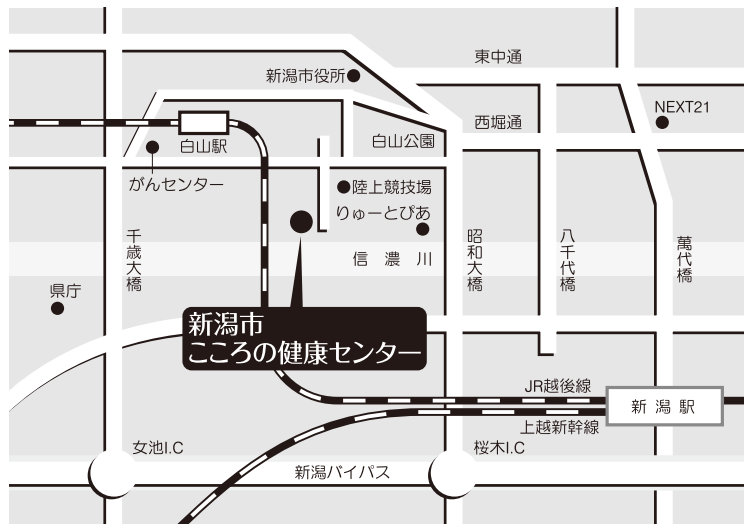 東中通
新潟市役所
NEXT21
西堀通
白山公園
白山駅
がんセンター
陸上競技場
りゅーとぴあ
千歳大橋
信濃川
昭和大橋
八千代橋
萬代橋
県庁
新潟市
こころの健康センター
JR越後線
新潟駅
上越新幹線
女池I.C
桜木I.C
新潟バイパス